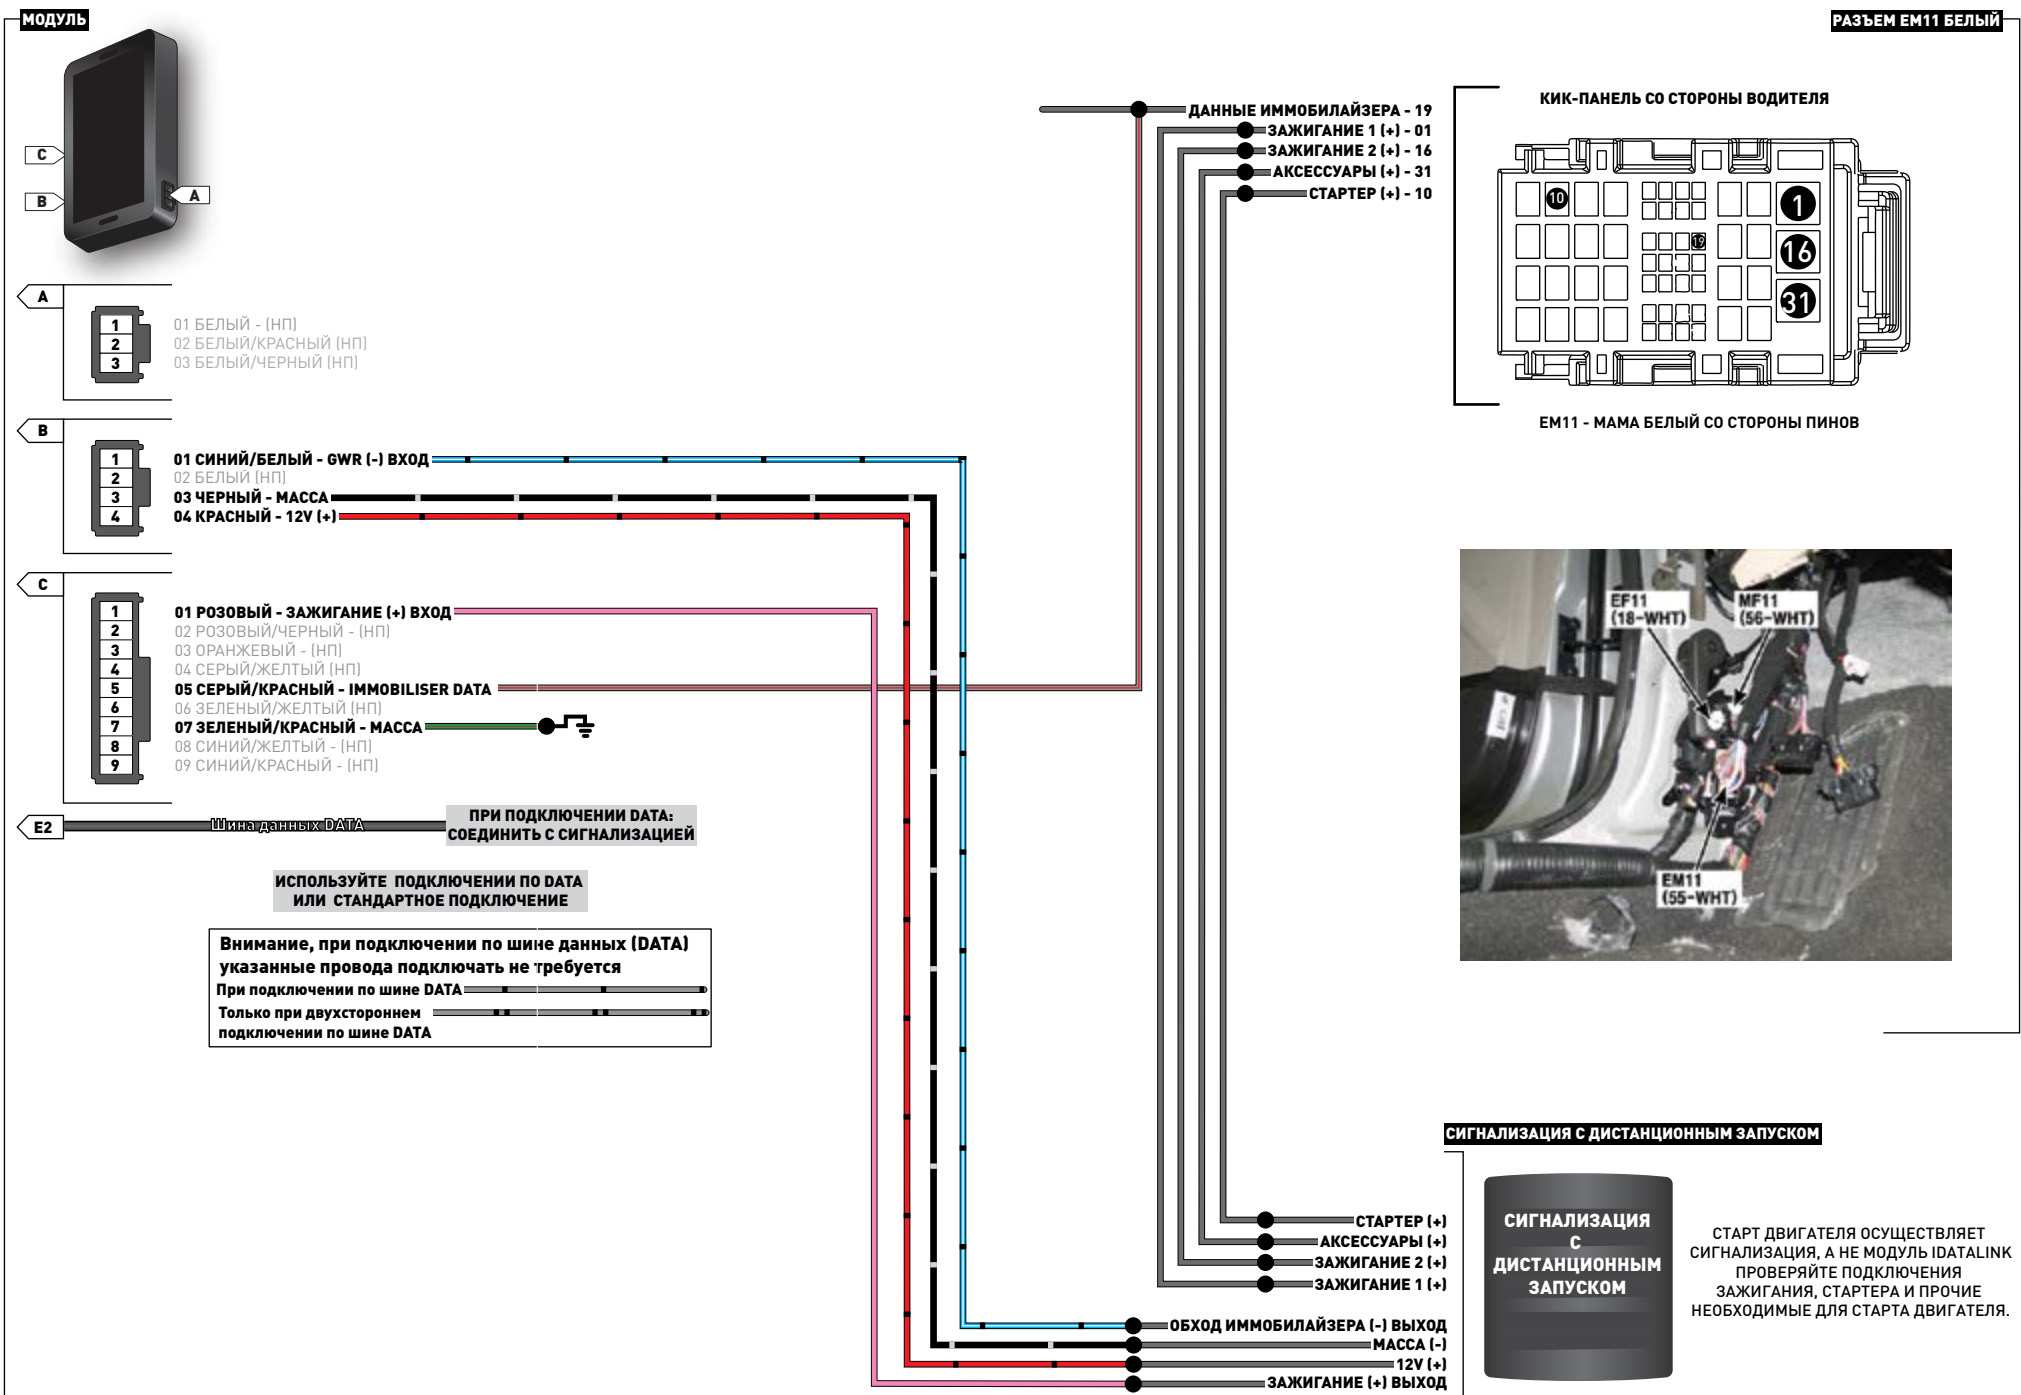 МОДУЛЬ
РАЗЪЕМ EM11 БЕЛЫЙ
C
B
A
ДАННЫЕ ИММОБИЛАЙЗЕРА - 19
ЗАЖИГАНИЕ 1 (+) - 01
ЗАЖИГАНИЕ 2 (+) - 16
АКСЕССУАРЫ (+) - 31
СТАРТЕР (+) - 10
КИК-ПАНЕЛЬ СО СТОРОНЫ ВОДИТЕЛЯ
10
1
19
16
31
EM11 - МАМА БЕЛЫЙ СО СТОРОНЫ ПИНОВ
A
1 01 БЕЛЫЙ - (НП)
2 02 БЕЛЫЙ/КРАСНЫЙ (НП)
3 03 БЕЛЫЙ/ЧЕРНЫЙ (НП)
B
1 01 СИНИЙ/БЕЛЫЙ - GWR (-) ВХОД
2 02 БЕЛЫЙ (НП)
3 03 ЧЕРНЫЙ - МАССА
4 04 КРАСНЫЙ - 12V (+)
C
1 01 РОЗОВЫЙ - ЗАЖИГАНИЕ (+) ВХОД
2 02 РОЗОВЫЙ/ЧЕРНЫЙ - (НП)
3 03 ОРАНЖЕВЫЙ - (НП)
4 04 СЕРЫЙ/ЖЕЛТЫЙ (НП)
5 05 СЕРЫЙ/КРАСНЫЙ - IMMOBILISER DATA
6 06 ЗЕЛЕНЫЙ/ЖЕЛТЫЙ (НП)
7 07 ЗЕЛЕНЫЙ/КРАСНЫЙ - МАССА
8 08 СИНИЙ/ЖЕЛТЫЙ - (НП)
9 09 СИНИЙ/КРАСНЫЙ - (НП)
E2
Шина данных DATA
ПРИ ПОДКЛЮЧЕНИИ DATA:
СОЕДИНИТЬ С СИГНАЛИЗАЦИЕЙ
ИСПОЛЬЗУЙТЕ ПОДКЛЮЧЕНИИ ПО DATA
ИЛИ СТАНДАРТНОЕ ПОДКЛЮЧЕНИЕ
Внимание, при подключении по шине данных (DATA)
указанные провода подключать не требуется
При подключении по шине DATA
Только при двухстороннем
подключении по шине DATA
EF11
(18-WHT)
MF11
(56-WHT)
EM11
(55-WHT)
СИГНАЛИЗАЦИЯ С ДИСТАНЦИОННЫМ ЗАПУСКОМ
СТАРТЕР (+)
АКСЕССУАРЫ (+)
ЗАЖИГАНИЕ 2 (+)
ЗАЖИГАНИЕ 1 (+)
ОБХОД ИММОБИЛАЙЗЕРА (-) ВЫХОД
МАССА (-)
12V (+)
ЗАЖИГАНИЕ (+) ВЫХОД
СИГНАЛИЗАЦИЯ
С
ДИСТАНЦИОННЫМ
ЗАПУСКОМ
СТАРТ ДВИГАТЕЛЯ ОСУЩЕСТВЛЯЕТ
СИГНАЛИЗАЦИЯ, А НЕ МОДУЛЬ IDATALINK
ПРОВЕРЯЙТЕ ПОДКЛЮЧЕНИЯ
ЗАЖИГАНИЯ, СТАРТЕРА И ПРОЧИЕ
НЕОБХОДИМЫЕ ДЛЯ СТАРТА ДВИГАТЕЛЯ.